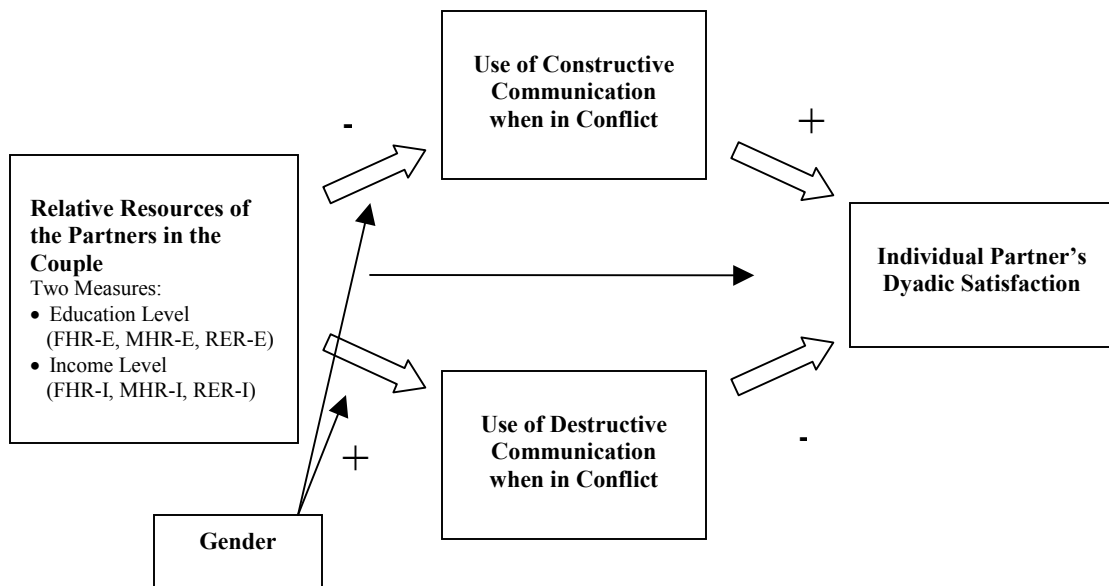 Use of Constructive
Communication
when in Conflict
-
+
Relative Resources of
the Partners in the
Couple
Two Measures:
• Education Level
(FHR-E, MHR-E, RER-E)
• Income Level
(FHR-I, MHR-I, RER-I)
Individual Partner’s
Dyadic Satisfaction
Use of Destructive
Communication
when in Conflict
+
-
Gender